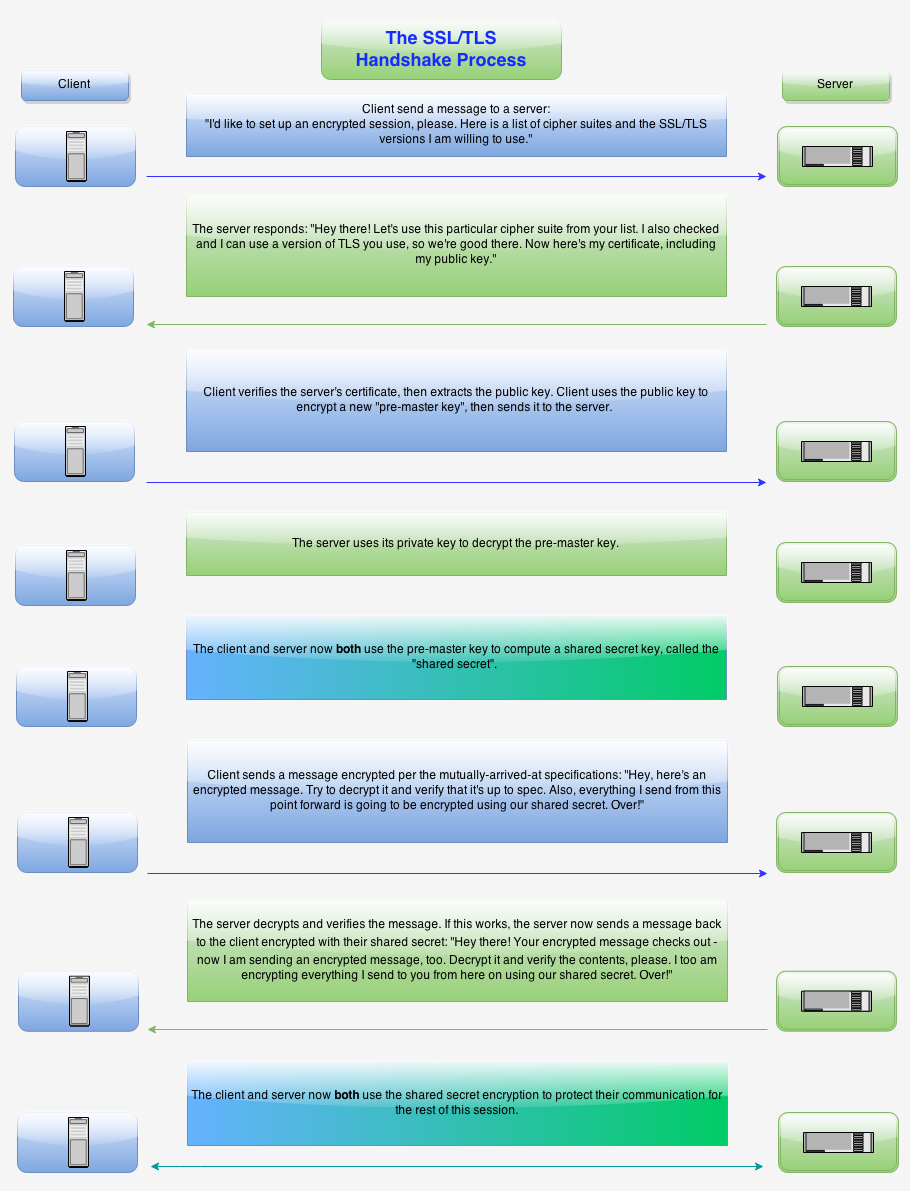 The SSL/TLS
Handshake Process
Client
Server
Client send a message to a server:
"I'd like to set up an encrypted session, please. Here is a list of cipher suites and the SSL/TLS
versions I am willing to use."
The server responds: "Hey there! Let's use this particular cipher suite from your list. I also checked
and I can use a version of TLS you use, so we're good there. Now here's my certificate, including
my public key."
Client verifies the server's certificate, then extracts the public key. Client uses the public key to
encrypt a new "pre-master key", then sends it to the server.
The server uses its private key to decrypt the pre-master key.
The client and server now both use the pre-master key to compute a shared secret key, called the
"shared secret".
Client sends a message encrypted per the mutually-arrived-at specifications: "Hey, here's an
encrypted message. Try to decrypt it and verify that it's up to spec. Also, everything I send from this
point forward is going to be encrypted using our shared secret. Over!"
The server decrypts and verifies the message. If this works, the server now sends a message back
to the client encrypted with their shared secret: "Hey there! Your encrypted message checks out -
now I am sending an encrypted message, too. Decrypt it and verify the contents, please. I too am
encrypting everything I send to you from here on using our shared secret. Over!"
The client and server now both use the shared secret encryption to protect their communication for
the rest of this session.